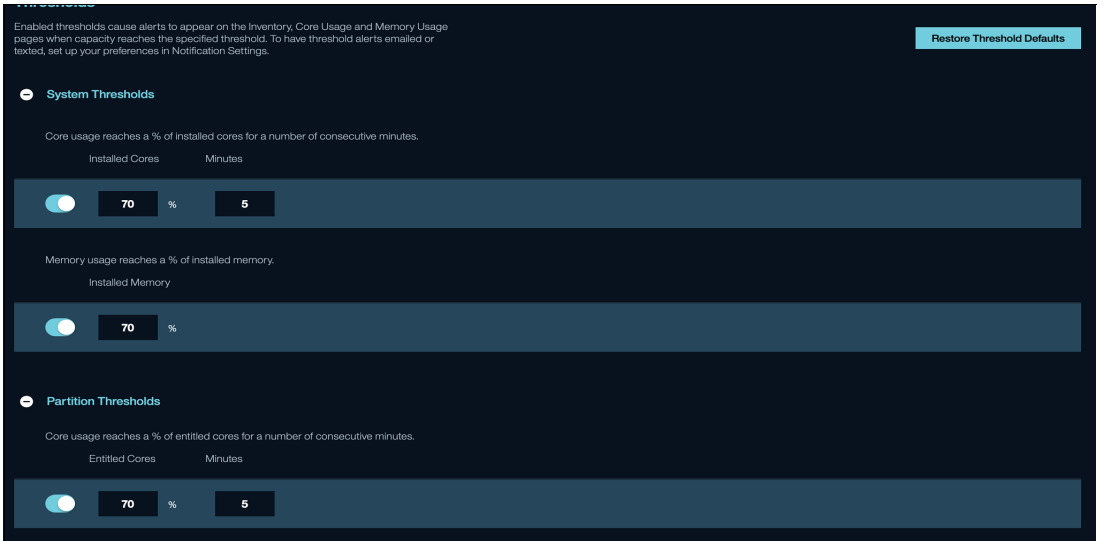 Thresholds
Enabled thresholds cause alerts to appear on the Inventory, Core Usage and Memory Usage
pages when capacity reaches the specified threshold. To have threshold alerts emailed or
texted, set up your preferences in Notification Settings.
Restore Threshold Defaults
System Thresholds
Core usage reaches a % of installed cores for a number of consecutive minutes.
Installed Cores Minutes
70 % 5
Memory usage reaches a % of installed memory.
Installed Memory
70 %
Partition Thresholds
Core usage reaches a % of entitled cores for a number of consecutive minutes.
Entitled Cores Minutes
70 % 5